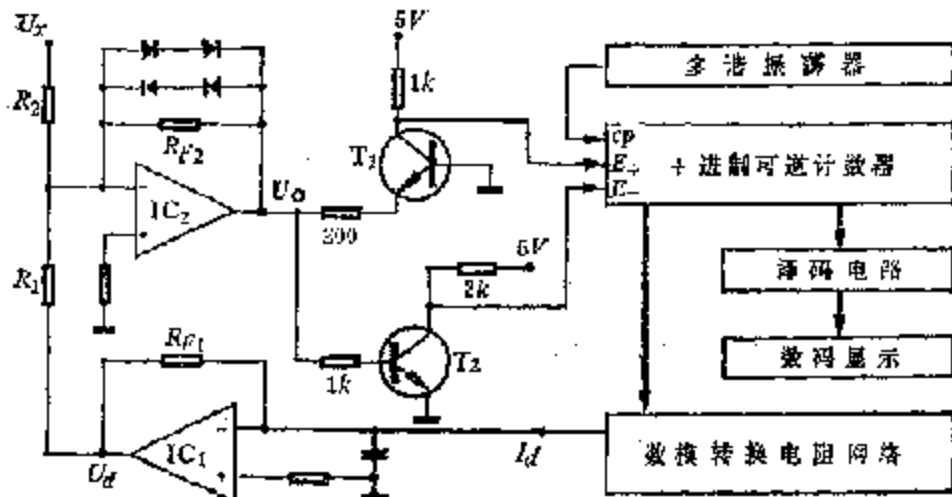 Ux
R2
RF2
IC2
Uo
R1
200
5V
1k
T1
5V
2k
1k
T2
RF1
IC1
Ud
Id
多谐振荡器
cp
E+
E−
十进制可逆计数器
译码电路
数码显示
数模转换电阻网络